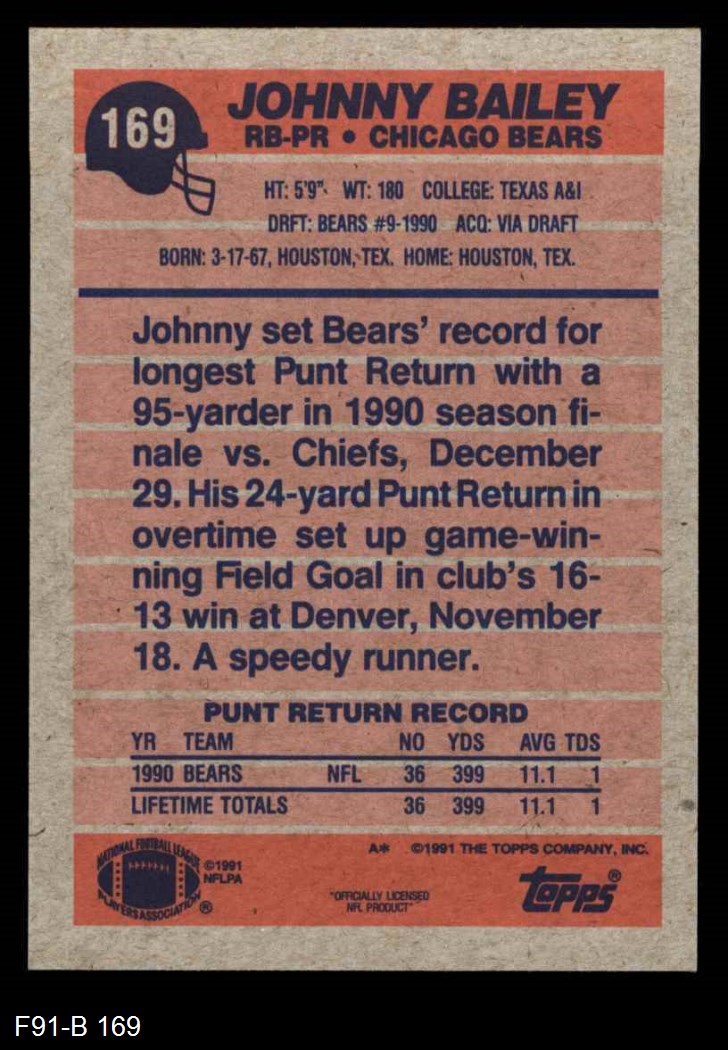 169
JOHNNY BAILEY
RB-PR • CHICAGO BEARS
HT: 5'9" WT: 180 COLLEGE: TEXAS A&I
DRFT: BEARS #9-1990 ACQ: VIA DRAFT
BORN: 3-17-67, HOUSTON, TEX. HOME: HOUSTON, TEX.
Johnny set Bears' record for
longest Punt Return with a
95-yarder in 1990 season fi-
nale vs. Chiefs, December
29. His 24-yard Punt Return in
overtime set up game-win-
ning Field Goal in club's 16-
13 win at Denver, November
18. A speedy runner.
PUNT RETURN RECORD
YR TEAM NO YDS AVG TDS
1990 BEARS NFL 36 399 11.1 1
LIFETIME TOTALS 36 399 11.1 1
A* ©1991 THE TOPPS COMPANY, INC.
NATIONAL FOOTBALL LEAGUE
PLAYERS ASSOCIATION ®
©1991
NFLPA
"OFFICIALLY LICENSED
NFL PRODUCT"
topps®
F91-B 169